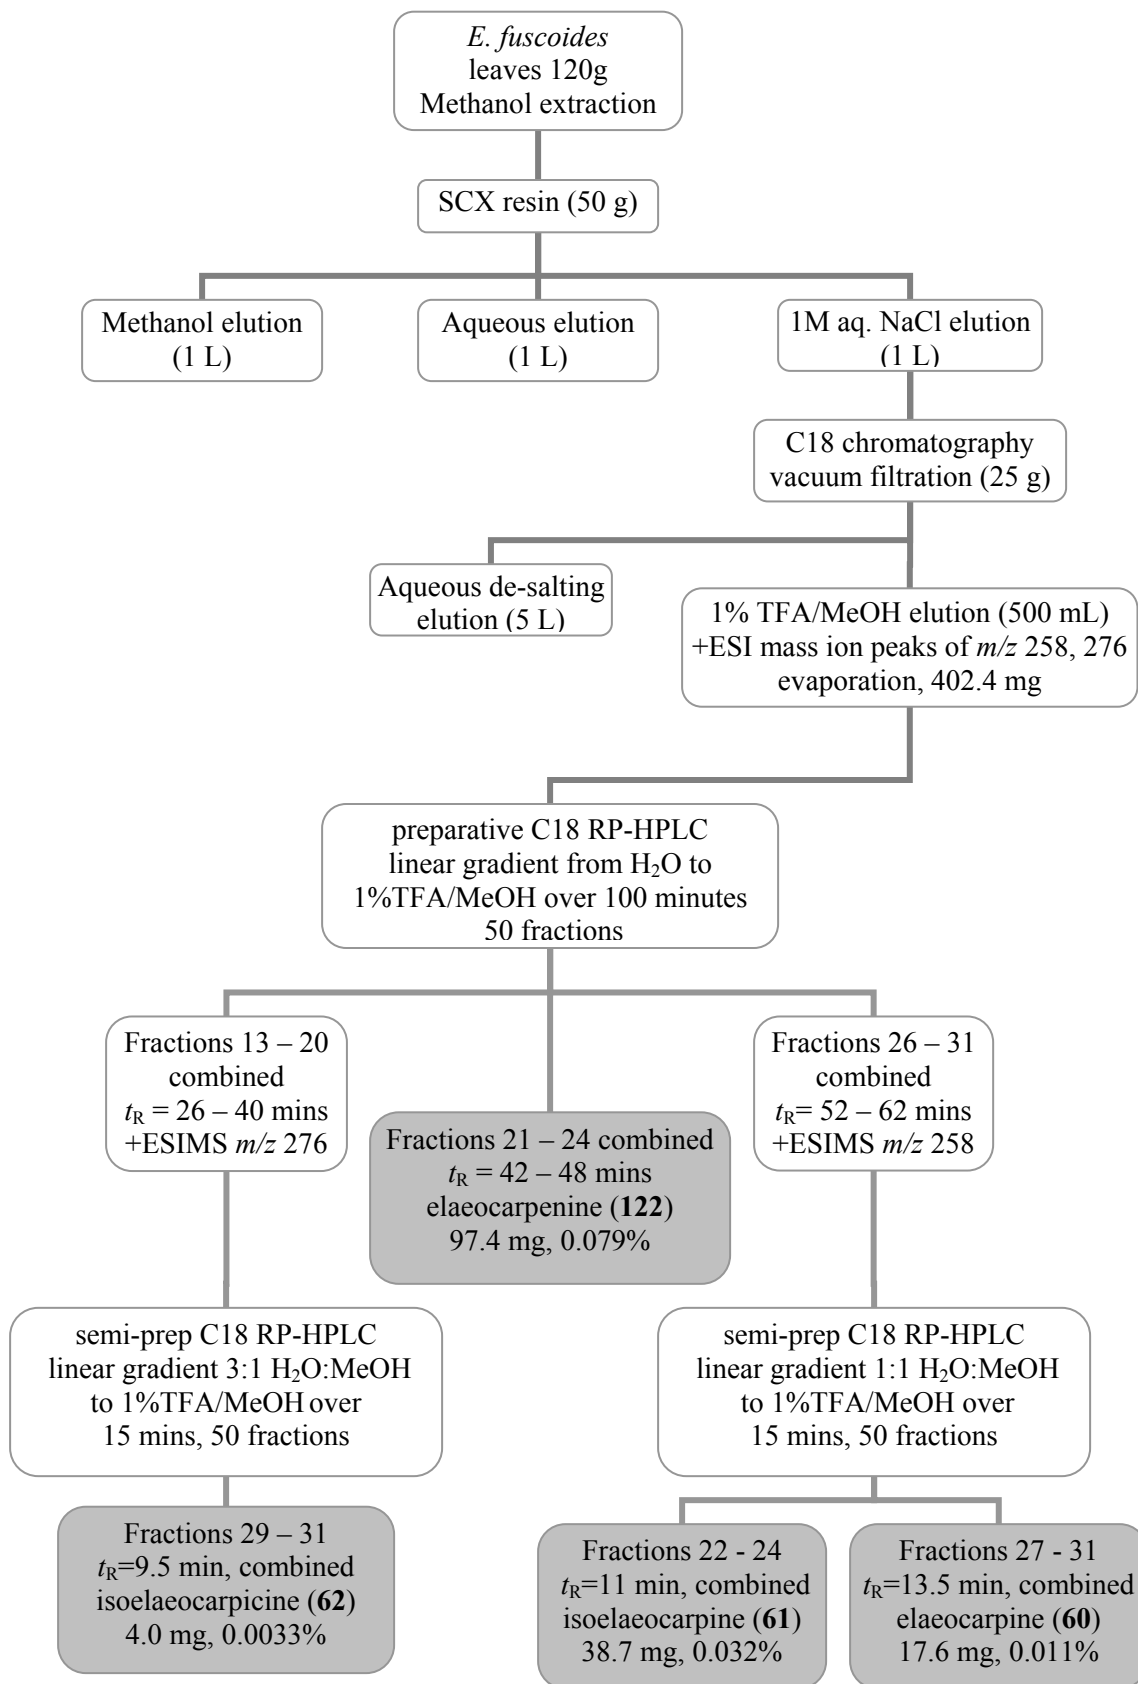 E. fuscoides
leaves 120g
Methanol extraction
SCX resin (50 g)
Methanol elution
(1 L)
Aqueous elution
(1 L)
1M aq. NaCl elution
(1 L)
C18 chromatography
vacuum filtration (25 g)
Aqueous de-salting
elution (5 L)
1% TFA/MeOH elution (500 mL)
+ESI mass ion peaks of m/z 258, 276
evaporation, 402.4 mg
preparative C18 RP-HPLC
linear gradient from H₂O to
1%TFA/MeOH over 100 minutes
50 fractions
Fractions 13 – 20
combined
tR = 26 – 40 mins
+ESIMS m/z 276
Fractions 21 – 24 combined
tR = 42 – 48 mins
elaeocarpenine (122)
97.4 mg, 0.079%
Fractions 26 – 31
combined
tR= 52 – 62 mins
+ESIMS m/z 258
semi-prep C18 RP-HPLC
linear gradient 3:1 H₂O:MeOH
to 1%TFA/MeOH over
15 mins, 50 fractions
semi-prep C18 RP-HPLC
linear gradient 1:1 H₂O:MeOH
to 1%TFA/MeOH over
15 mins, 50 fractions
Fractions 29 – 31
tR=9.5 min, combined
isoelaeocarpicine (62)
4.0 mg, 0.0033%
Fractions 22 - 24
tR=11 min, combined
isoelaeocarpine (61)
38.7 mg, 0.032%
Fractions 27 - 31
tR=13.5 min, combined
elaeocarpine (60)
17.6 mg, 0.011%